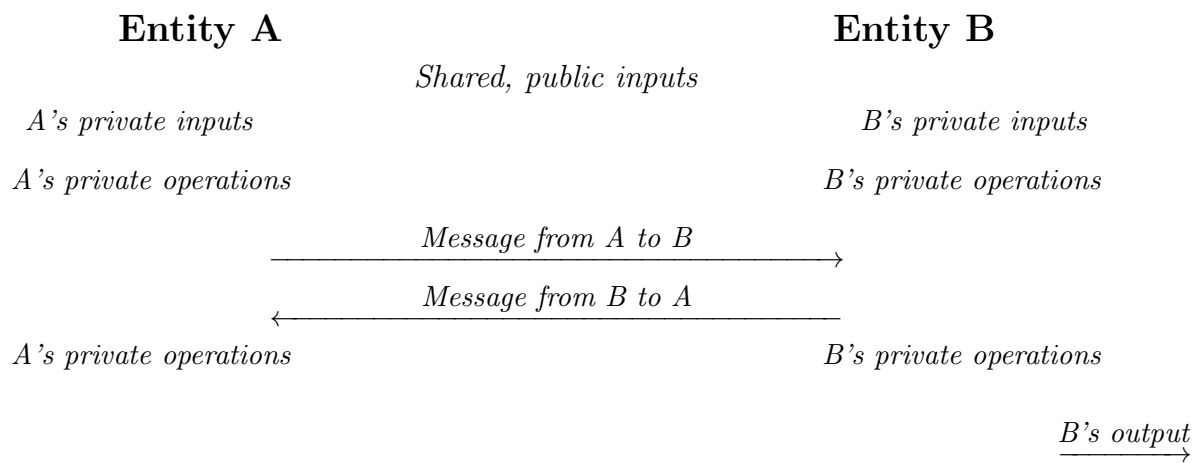 Entity A Entity B
Shared, public inputs
A's private inputs B's private inputs
A's private operations B's private operations
Message from A to B
Message from B to A
A's private operations B's private operations
B's output